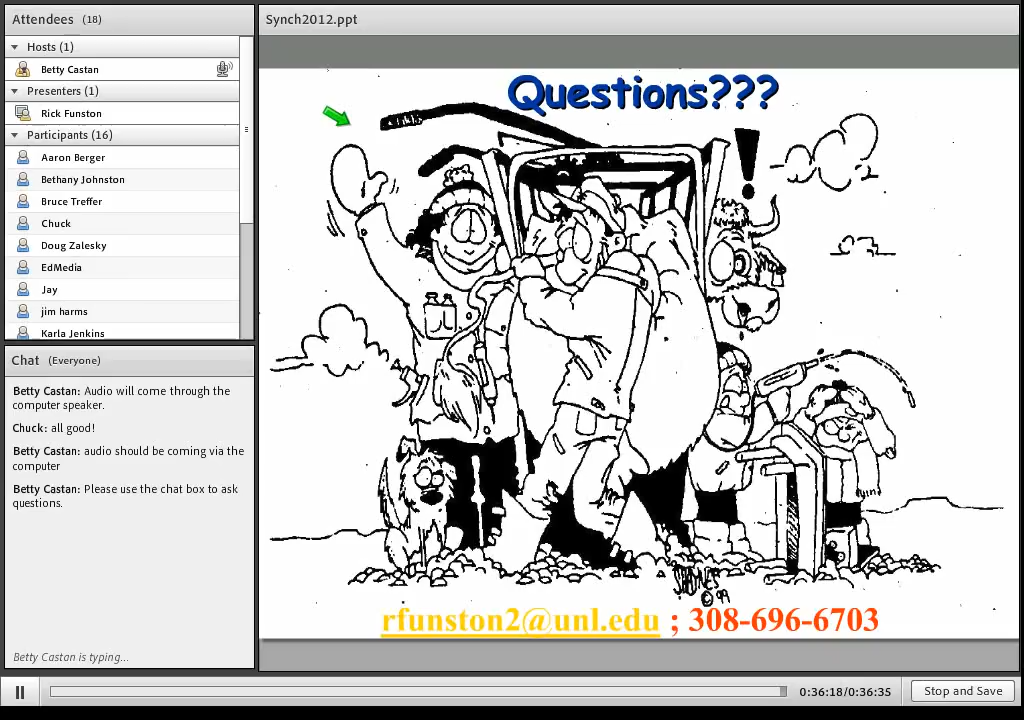 Attendees (18)
Hosts (1)
Betty Castan
Presenters (1)
Rick Funston
Participants (16)
Aaron Berger
Bethany Johnston
Bruce Treffer
Chuck
Doug Zalesky
EdMedia
Jay
jim harms
Karla Jenkins
Chat (Everyone)
Betty Castan: Audio will come through the
computer speaker.
Chuck: all good!
Betty Castan: audio should be coming via the
computer
Betty Castan: Please use the chat box to ask
questions.
Betty Castan is typing...
Synch2012.ppt
Questions???
!
© 99
rfunston2@unl.edu ; 308-696-6703
0:36:18/0:36:35
Stop and Save